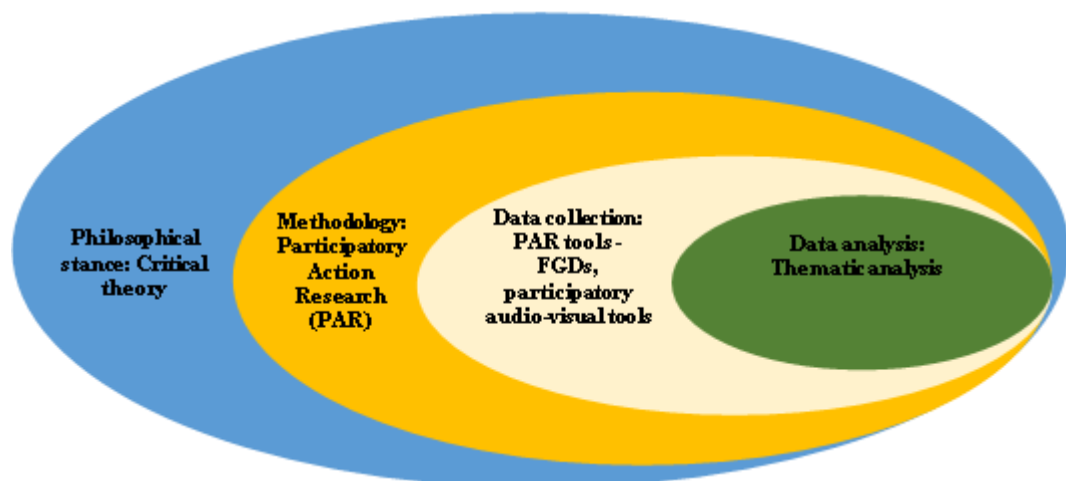 Philosophical
stance: Critical
theory
Methodology:
Participatory
Action
Research
(PAR)
Data collection:
PAR tools -
FGDs,
participatory
audio-visual tools
Data analysis:
Thematic analysis